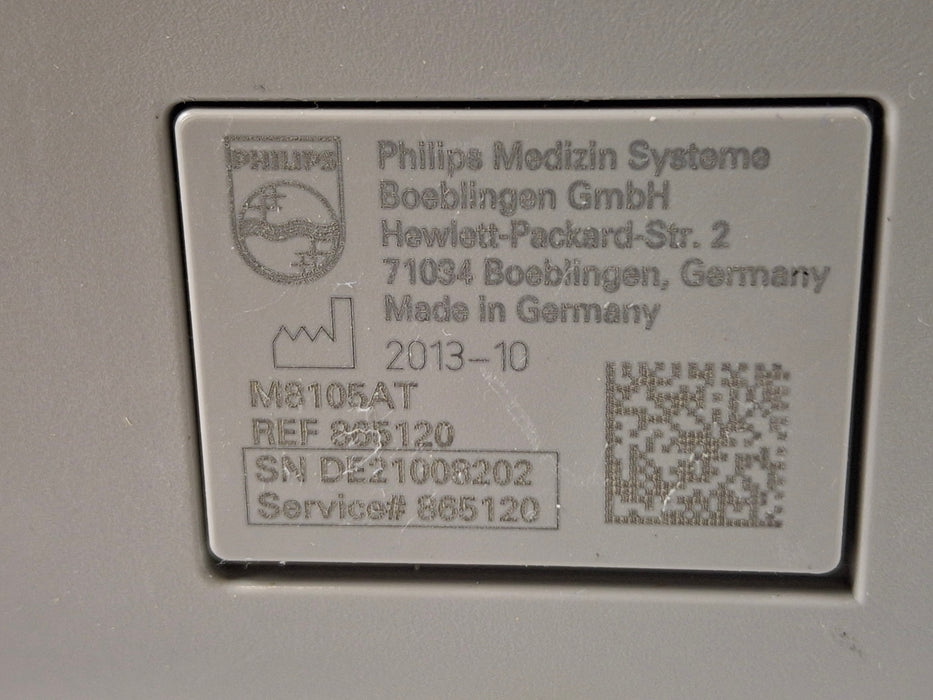 PHILIPS
Philips Medizin Systeme
Boeblingen GmbH
Hewlett-Packard-Str. 2
71034 Boeblingen, Germany
Made in Germany
2013-10
M8105AT
REF 865120
SN DE21008202
Service# 865120